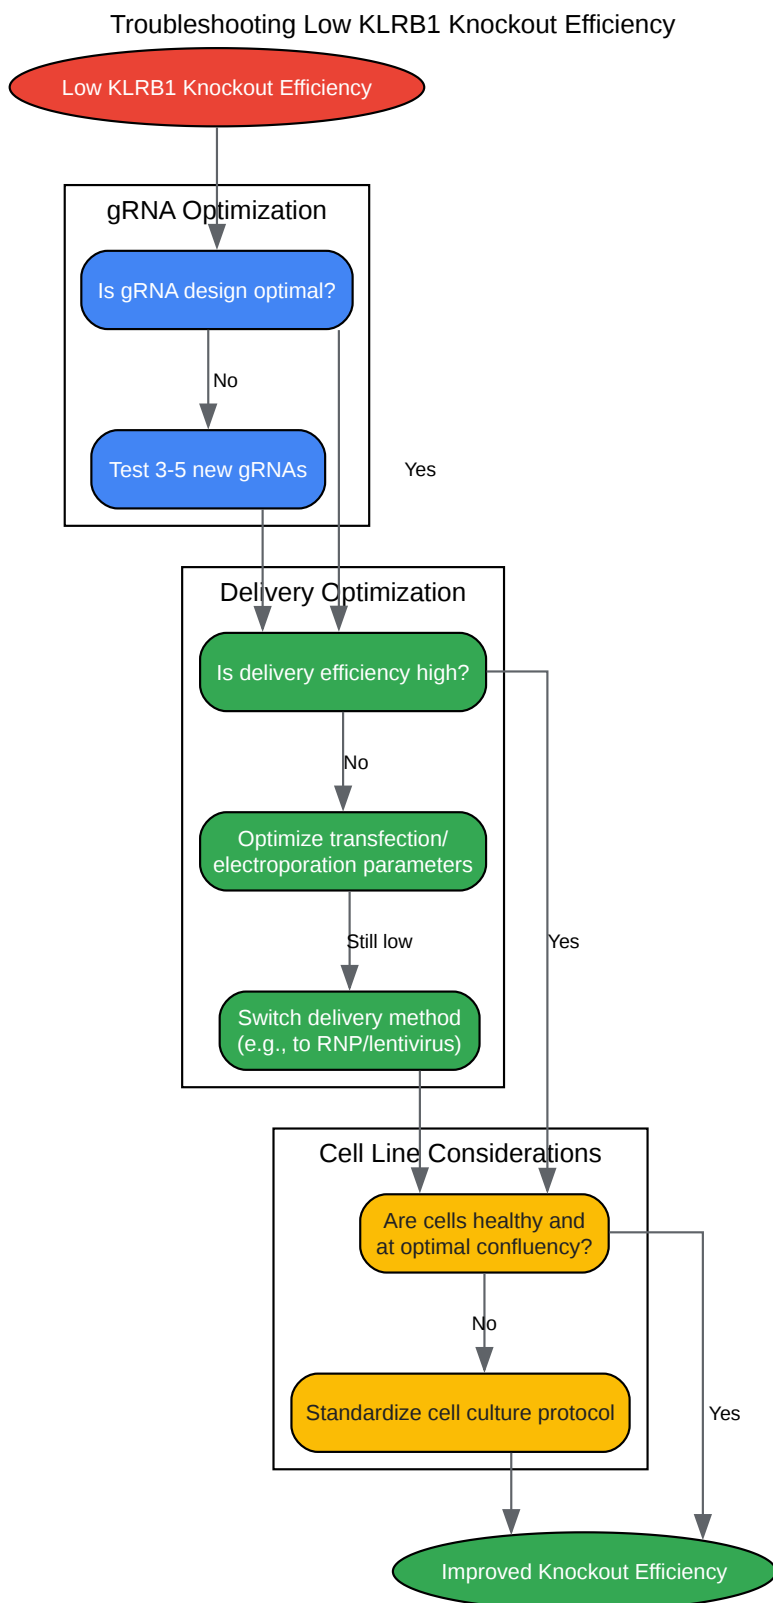 Troubleshooting Low KLRB1 Knockout Efficiency
Low KLRB1 Knockout Efficiency
gRNA Optimization
Is gRNA design optimal?
No
Test 3-5 new gRNAs
Yes
Delivery Optimization
Is delivery efficiency high?
No
Optimize transfection/
electroporation parameters
Still low
Yes
Switch delivery method
(e.g., to RNP/lentivirus)
Cell Line Considerations
Are cells healthy and
at optimal confluency?
No
Standardize cell culture protocol
Yes
Improved Knockout Efficiency